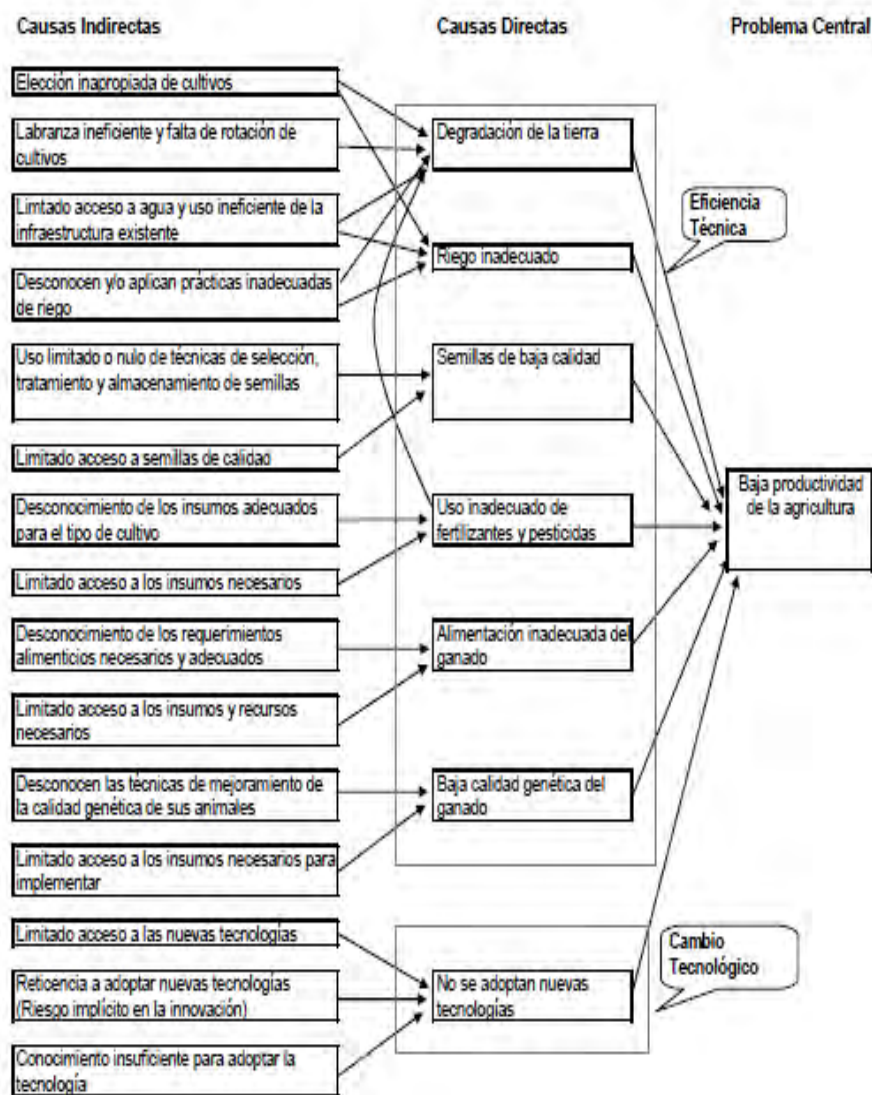 Causas Indirectas
Causas Directas
Problema Central
Elección inapropiada de cultivos
Labranza ineficiente y falta de rotación de
cultivos
Limtado acceso a agua y uso ineficiente de la
infraestructura existente
Desconocen y/o aplican prácticas inadecuadas
de riego
Uso limitado o nulo de técnicas de selección,
tratamiento y almacenamiento de semillas
Limitado acceso a semillas de calidad
Desconocimiento de los insumos adecuados
para el tipo de cultivo
Limitado acceso a los insumos necesarios
Desconocimiento de los requerimientos
alimenticios necesarios y adecuados
Limitado acceso a los insumos y recursos
necesarios
Desconocen las técnicas de mejoramiento de
la calidad genética de sus animales
Limitado acceso a los insumos necesarios para
implementar
Limitado acceso a las nuevas tecnologías
Reticencia a adoptar nuevas tecnologías
(Riesgo implícito en la innovación)
Conocimiento insuficiente para adoptar la
tecnología
Degradación de la tierra
Riego inadecuado
Semillas de baja calidad
Uso inadecuado de
fertilizantes y pesticidas
Alimentación inadecuada del
ganado
Baja calidad genética del
ganado
No se adoptan nuevas
tecnologías
Eficiencia
Técnica
Baja productividad
de la agricultura
Cambio
Tecnológico